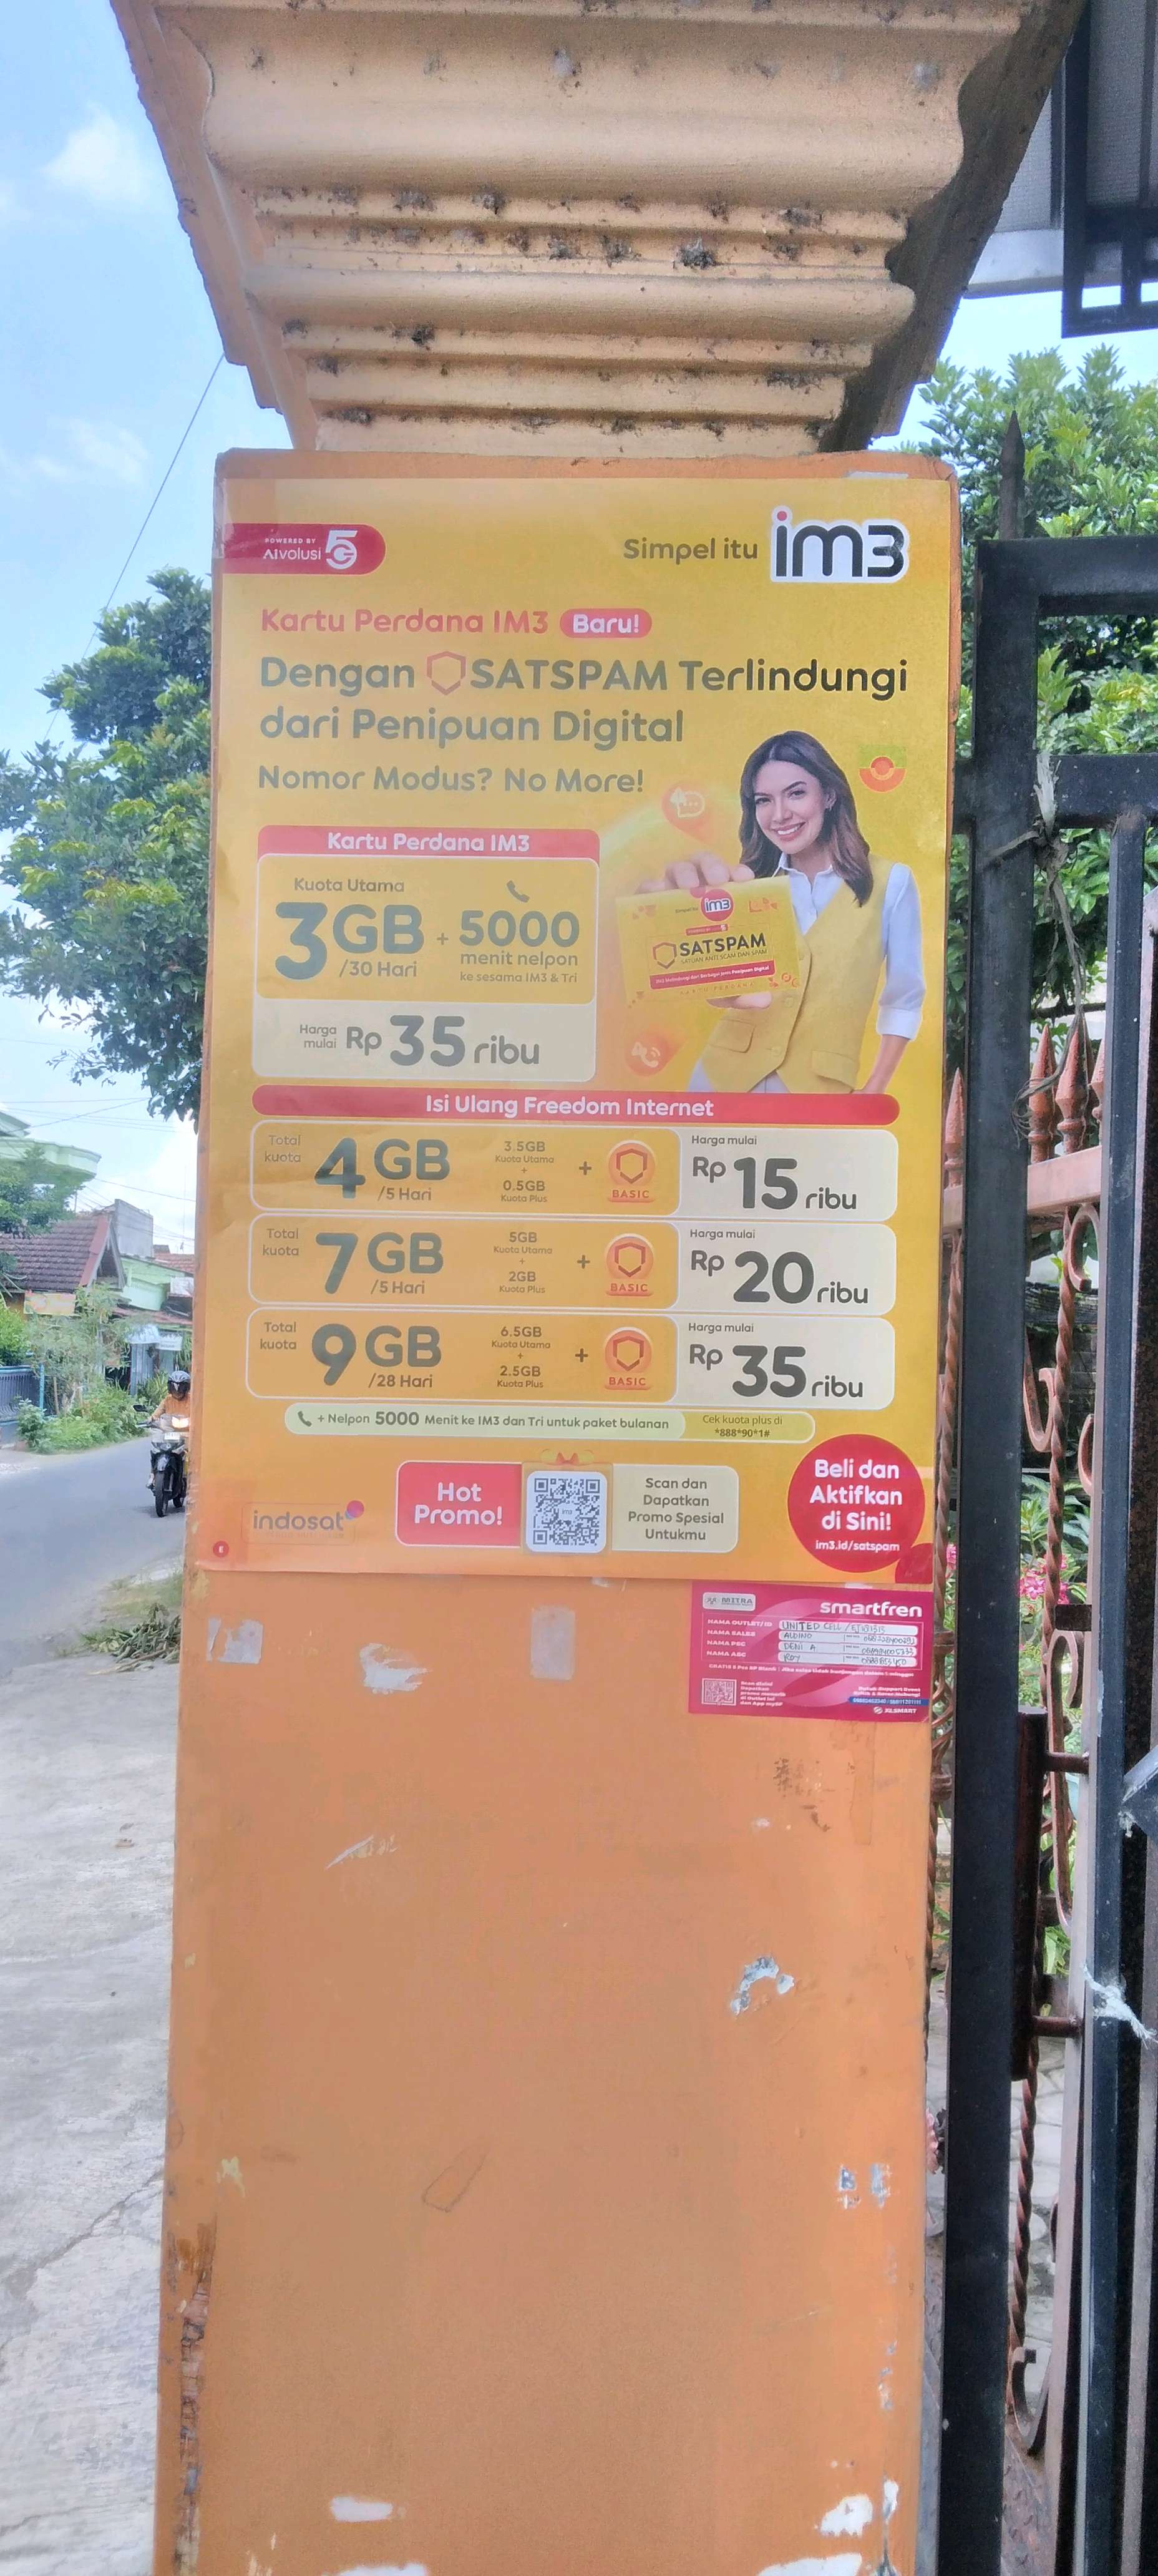 POWERED BY
AIvolusi 5G
Simpel itu im3
Kartu Perdana IM3 Baru!
Dengan SATSPAM Terlindungi
dari Penipuan Digital
Nomor Modus? No More!
Kartu Perdana IM3
Kuota Utama
3GB /30 Hari + 5000
menit nelpon
ke sesama IM3 & Tri
Harga mulai Rp 35 ribu
Simpel itu im3
SATSPAM
SATUAN ANTI SCAM DAN SPAM
KARTU PERDANA
Isi Ulang Freedom Internet
Total kuota 4GB /5 Hari
3.5GB
Kuota Utama
+
0.5GB
Kuota Plus
+ BASIC
Harga mulai
Rp 15 ribu
Total kuota 7GB /5 Hari
5GB
Kuota Utama
+
2GB
Kuota Plus
+ BASIC
Harga mulai
Rp 20 ribu
Total kuota 9GB /28 Hari
6.5GB
Kuota Utama
+
2.5GB
Kuota Plus
+ BASIC
Harga mulai
Rp 35 ribu
+ Nelpon 5000 Menit ke IM3 dan Tri untuk paket bulanan
Cek kuota plus di
*888*90*1#
indosat
Hot
Promo!
Scan dan
Dapatkan
Promo Spesial
Untukmu
Beli dan
Aktifkan
di Sini!
im3.id/satspam
E
MITRA
smartfren
NAMA OUTLET/ID UNITED CELL
NAMA SALES ALDINO
NAMA PSC DENI A
NAMA ABC ROY
XLSMART